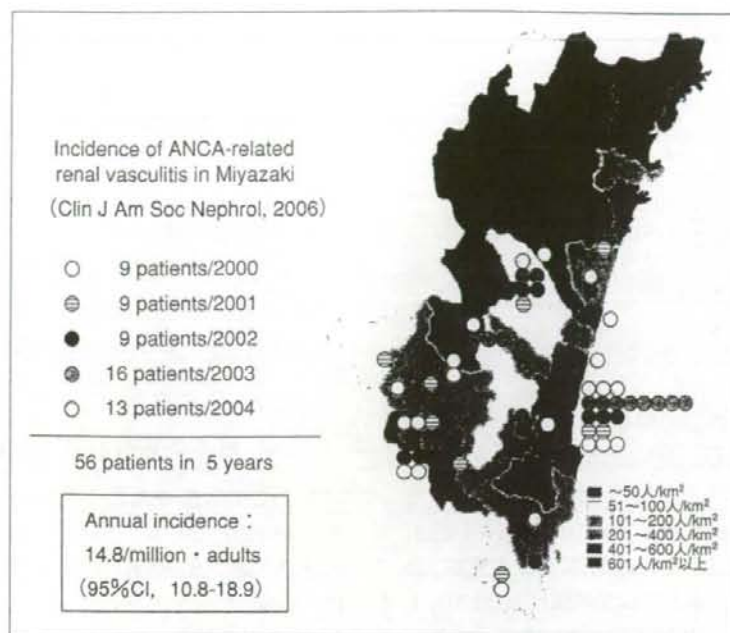 Incidence of ANCA-related
renal vasculitis in Miyazaki
(Clin J Am Soc Nephrol, 2006)
9 patients/2000
9 patients/2001
9 patients/2002
16 patients/2003
13 patients/2004
56 patients in 5 years
Annual incidence：
14.8/million・adults
(95%CI, 10.8-18.9)
～50人/km²
51～100人/km²
101～200人/km²
201～400人/km²
401～600人/km²
601人/km²以上